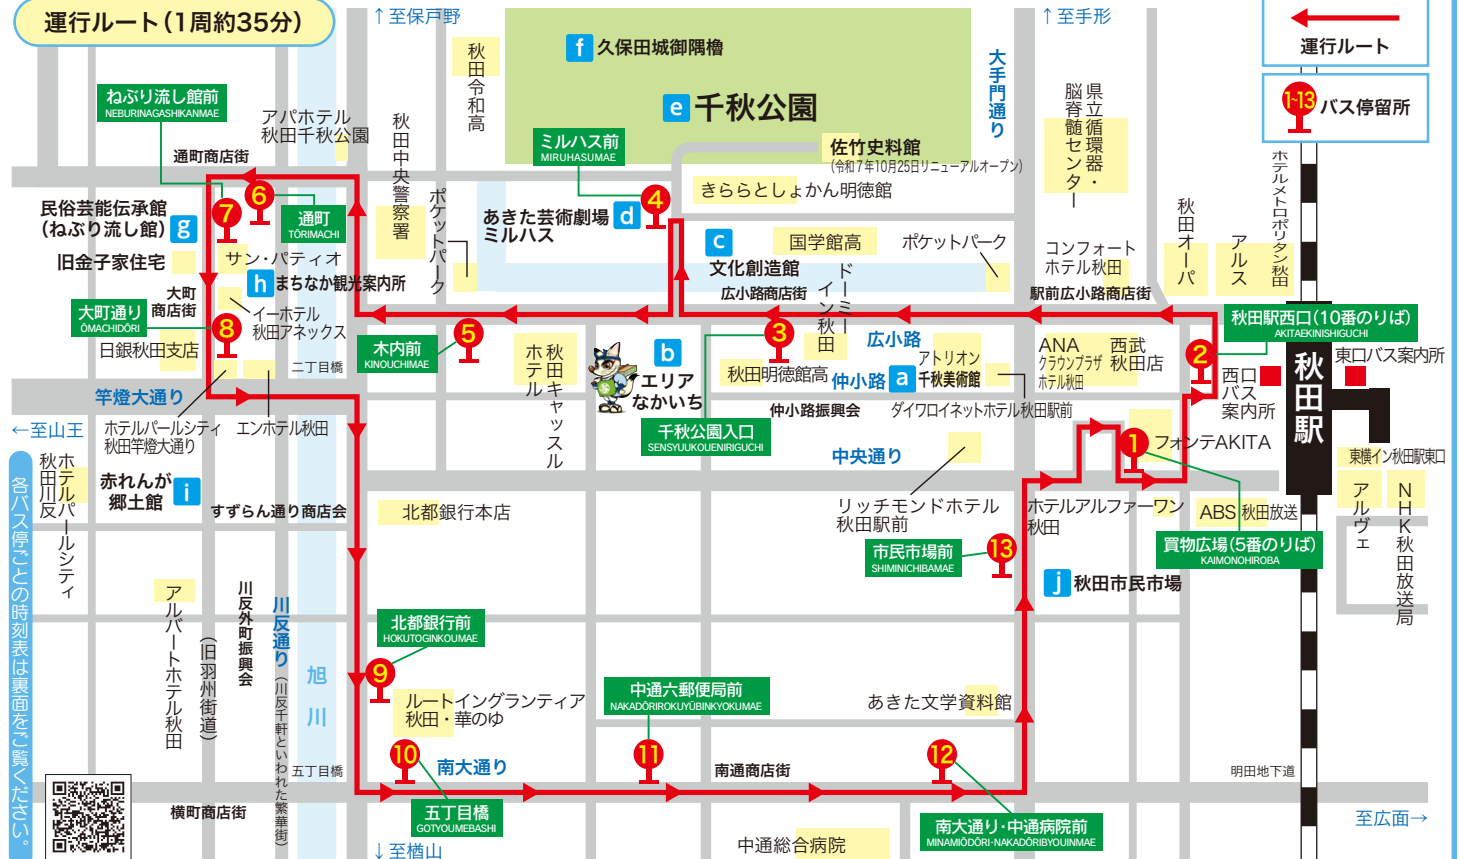 運行ルート(1周約35分)
↑至保戸野
↑至手形
運行ルート
1~13
バス停留所
f 久保田城御隅櫓
e 千秋公園
大手門通り
秋田令和高
ねぶり流し館前
NEBURINAGASHIKANMAE
アパホテル
秋田千秋公園
通町商店街
秋田中央警察署
ポケットパーク
ミルハス前
MIRUHASUMAE
佐竹史料館
(令和7年10月25日リニューアルオープン)
きららとしょかん明徳館
県立循環器・
脳脊髄センター
ホテルメトロポリタン秋田
民俗芸能伝承館
(ねぶり流し館)
g
7
6
通町
TŌRIMACHI
4
あきた芸術劇場
ミルハス
d
c
文化創造館
国学館高
ポケットパーク
コンフォート
ホテル秋田
秋田オーパ
アルス
旧金子家住宅
サン・パティオ
h まちなか観光案内所
大町
商店街
イーホテル
秋田アネックス
大町通り
ŌMACHIDŌRI
8
日銀秋田支店
広小路商店街
駅前広小路商店街
ドーミーイン秋田
秋田駅西口(10番のりば)
AKITAEKINISHIGUCHI
木内前
KINOUCHIMAE
5
3
広小路
2
二丁目橋
秋田キャッスル
ホテル
b
エリア
なかいち
秋田明徳館高
仲小路
a
アトリオン
千秋美術館
ANA
クラウンプラザ
ホテル秋田
西武
秋田店
西口
バス
案内所
秋田駅
東口バス案内所
竿燈大通り
ホテルパールシティ
秋田竿燈大通り
エンホテル秋田
仲小路振興会
ダイワロイネットホテル秋田駅前
←至山王
千秋公園入口
SENSYUUKOUENIRIGUCHI
中央通り
1
フォンテAKITA
東横イン秋田駅東口
ホテルパールシティ
秋田川反
赤れんが
郷土館
i
すずらん通り商店会
北都銀行本店
リッチモンドホテル
秋田駅前
ホテルアルファーワン
秋田
ABS秋田放送
アルヴェ
NHK秋田放送局
市民市場前
SHIMINICHIBAMAE
13
買物広場(5番のりば)
KAIMONOHIROBA
j 秋田市民市場
各バス停ごとの時刻表は裏面をご覧ください。
アルバートホテル秋田
(旧羽州街道)
川反外町振興会
川反通り
(川反千軒といわれた繁華街)
旭川
北都銀行前
HOKUTOGINKOUMAE
9
ルートイングランティア
秋田・華のゆ
中通六郵便局前
NAKADŌRIROKUYŪBINKYOKUMAE
あきた文学資料館
10
11
12
南大通り
五丁目橋
南通商店街
明田地下道
横町商店街
五丁目橋
GOTYOUMEBASHI
南大通り・中通病院前
MINAMIŌDŌRI・NAKADŌRIBYOUINMAE
至広面→
↓至楢山
中通総合病院